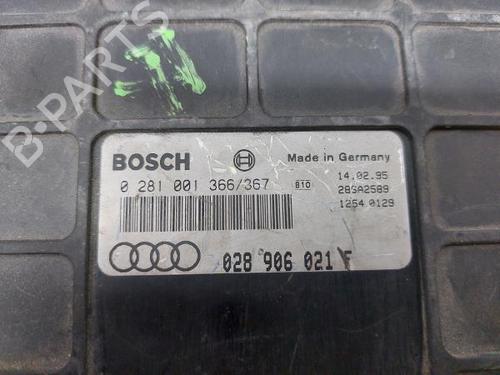 B-PARTS
BOSCH
Made in Germany
0 281 001 366/367
810
14.02.95
28SA2589
1254 0129
028 906 021 F